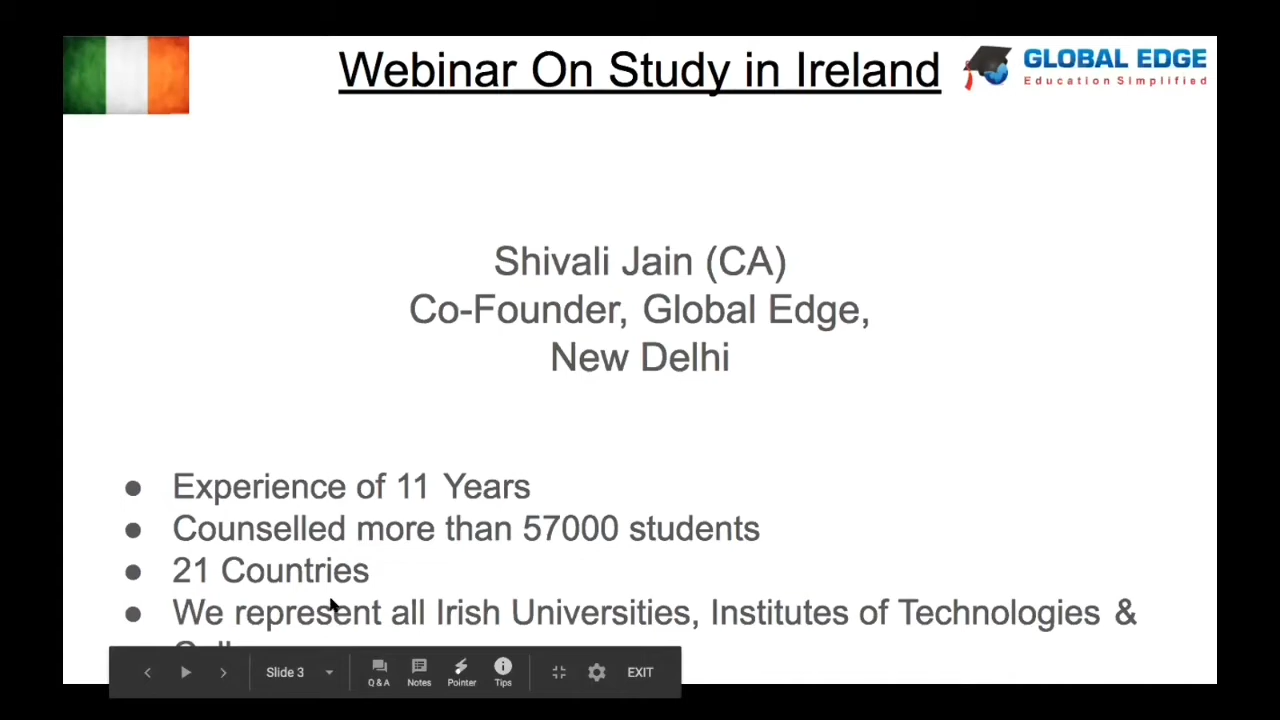 Webinar On Study in Ireland
GLOBAL EDGE
Education Simplified
Shivali Jain (CA)
Co-Founder, Global Edge,
New Delhi
● Experience of 11 Years
● Counselled more than 57000 students
● 21 Countries
● We represent all Irish Universities, Institutes of Technologies &
Slide 3
Q & A
Notes
Pointer
Tips
EXIT